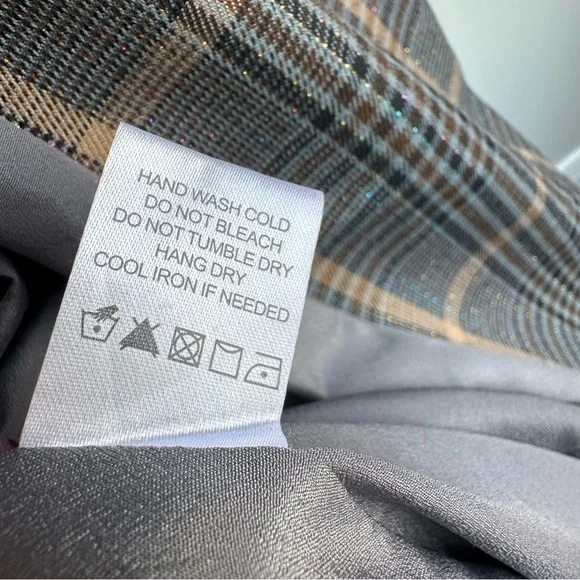 HAND WASH COLD
DO NOT BLEACH
DO NOT TUMBLE DRY
HANG DRY
COOL IRON IF NEEDED